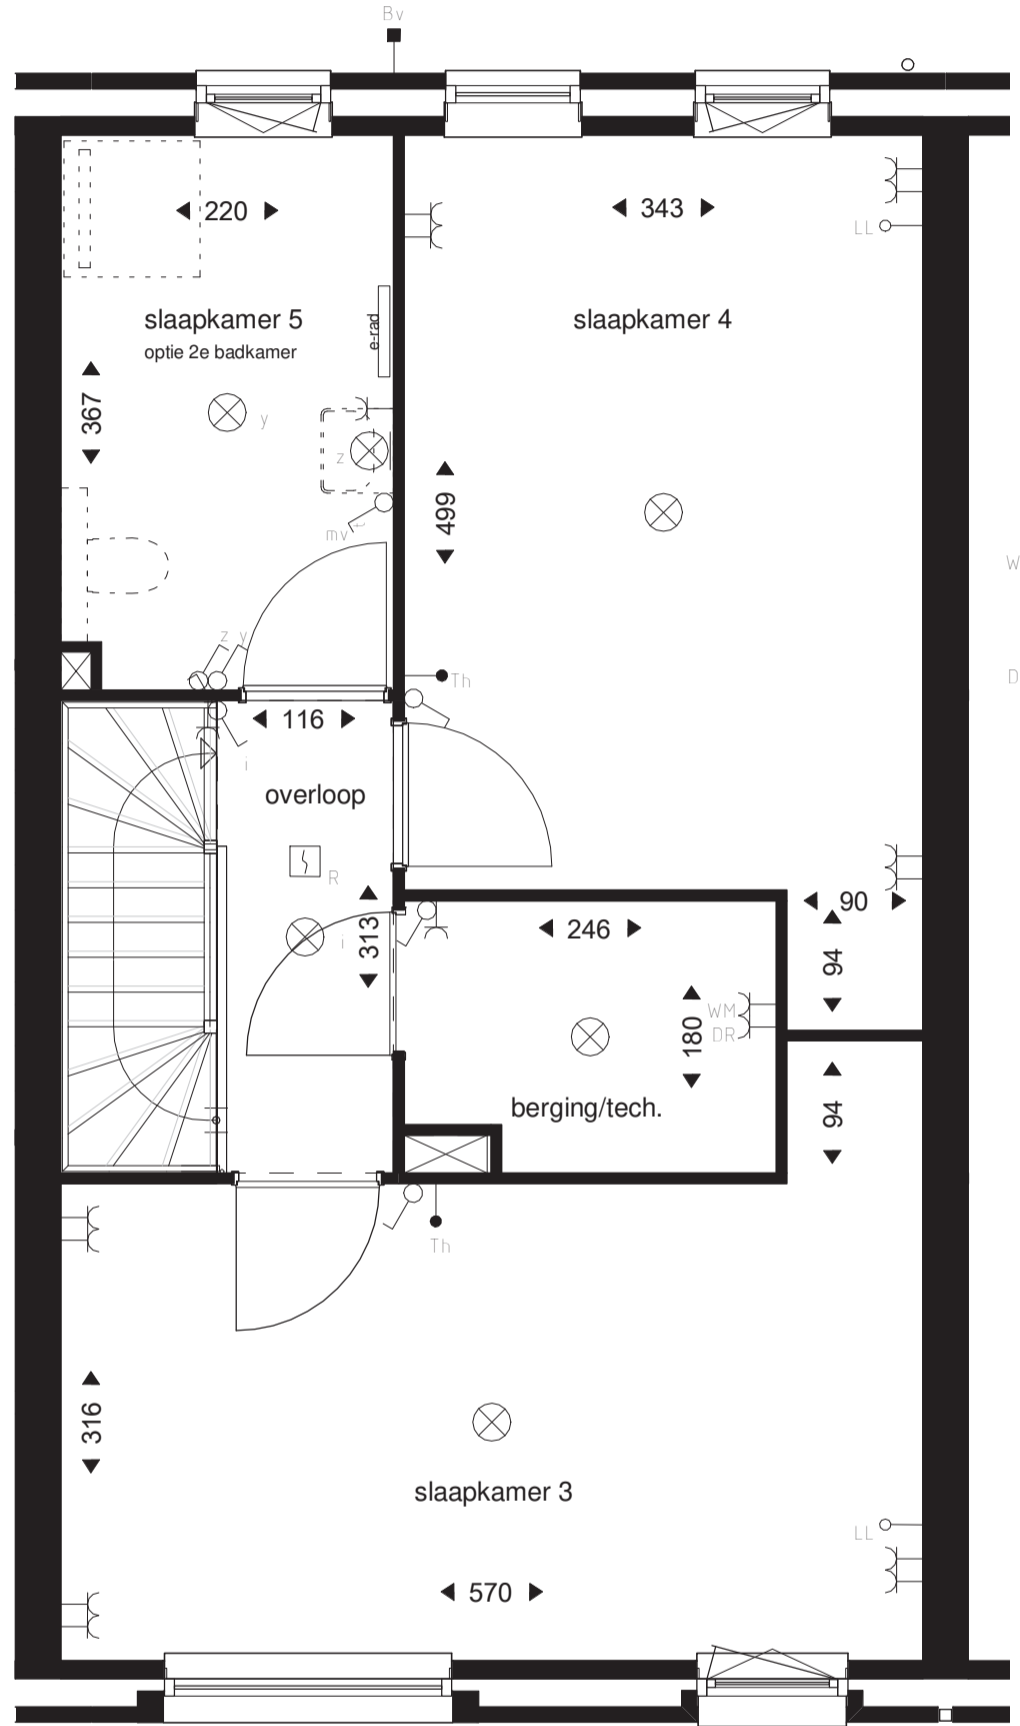 Bv
220
343
LL
slaapkamer 5
optie 2e badkamer
e-rad
slaapkamer 4
367
y
z
499
mv
W
z y
Th
D
116
i
overloop
R
90
313
i
246
94
WM
DR
180
berging/tech.
94
Th
316
slaapkamer 3
LL
570